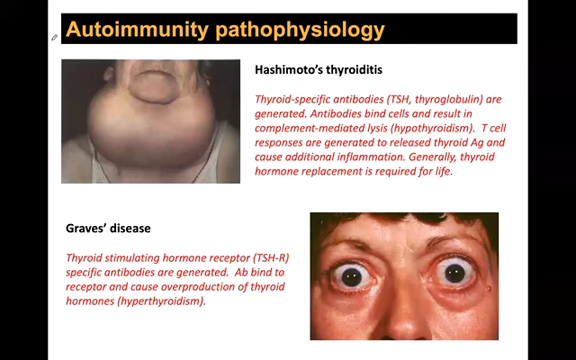 Autoimmunity pathophysiology
Hashimoto's thyroiditis
Thyroid-specific antibodies (TSH, thyroglobulin) are
generated. Antibodies bind cells and result in
complement-mediated lysis (hypothyroidism). T cell
responses are generated to released thyroid Ag and
cause additional inflammation. Generally, thyroid
hormone replacement is required for life.
Graves' disease
Thyroid stimulating hormone receptor (TSH-R)
specific antibodies are generated. Ab bind to
receptor and cause overproduction of thyroid
hormones (hyperthyroidism).